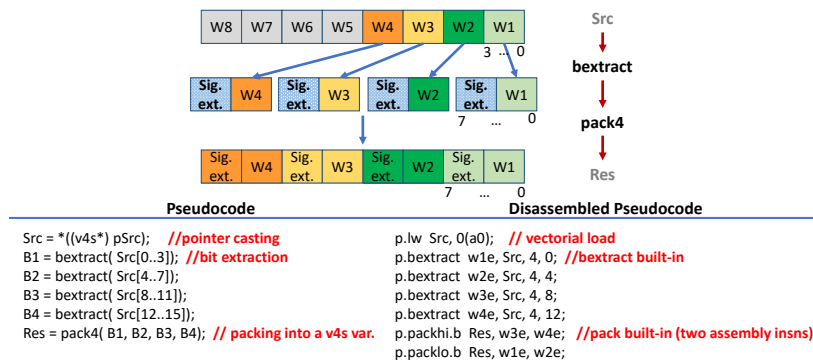 W8 W7 W6 W5 W4 W3 W2 W1
3 ... 0
Src
bextract
pack4
Res
Sig. ext. W4 Sig. ext. W3 Sig. ext. W2 Sig. ext. W1
7 ... 0
Sig. ext. W4 Sig. ext. W3 Sig. ext. W2 Sig. ext. W1
7 ... 0
Pseudocode
Src = *((v4s*) pSrc); //pointer casting
B1 = bextract( Src[0..3]); //bit extraction
B2 = bextract( Src[4..7]);
B3 = bextract( Src[8..11]);
B4 = bextract( Src[12..15]);
Res = pack4( B1, B2, B3, B4); // packing into a v4s var.
Disassembled Pseudocode
p.lw Src, 0(a0); // vectorial load
p.bextract w1e, Src, 4, 0; //bextract built-in
p.bextract w2e, Src, 4, 4;
p.bextract w3e, Src, 4, 8;
p.bextract w4e, Src, 4, 12;
p.packhi.b Res, w3e, w4e; //pack built-in (two assembly insns)
p.packlo.b Res, w1e, w2e;